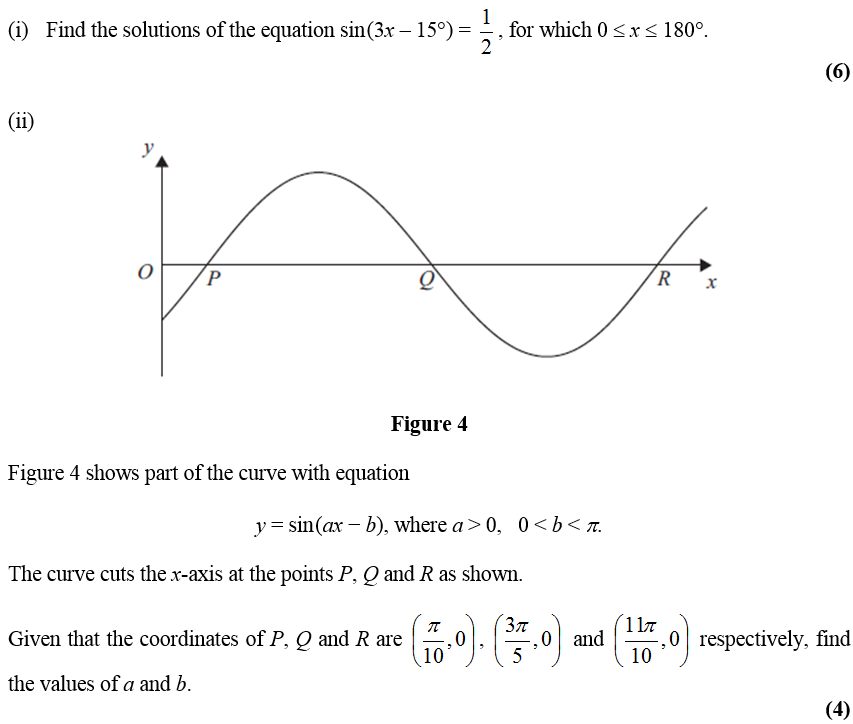 (i) Find the solutions of the equation sin(3x – 15°) = 1/2 , for which 0 ≤ x ≤ 180°.
(6)
(ii)
y
O P Q R x
Figure 4
Figure 4 shows part of the curve with equation
y = sin(ax − b), where a > 0, 0 < b < π.
The curve cuts the x-axis at the points P, Q and R as shown.
Given that the coordinates of P, Q and R are (π/10, 0), (3π/5, 0) and (11π/10, 0) respectively, find
the values of a and b.
(4)